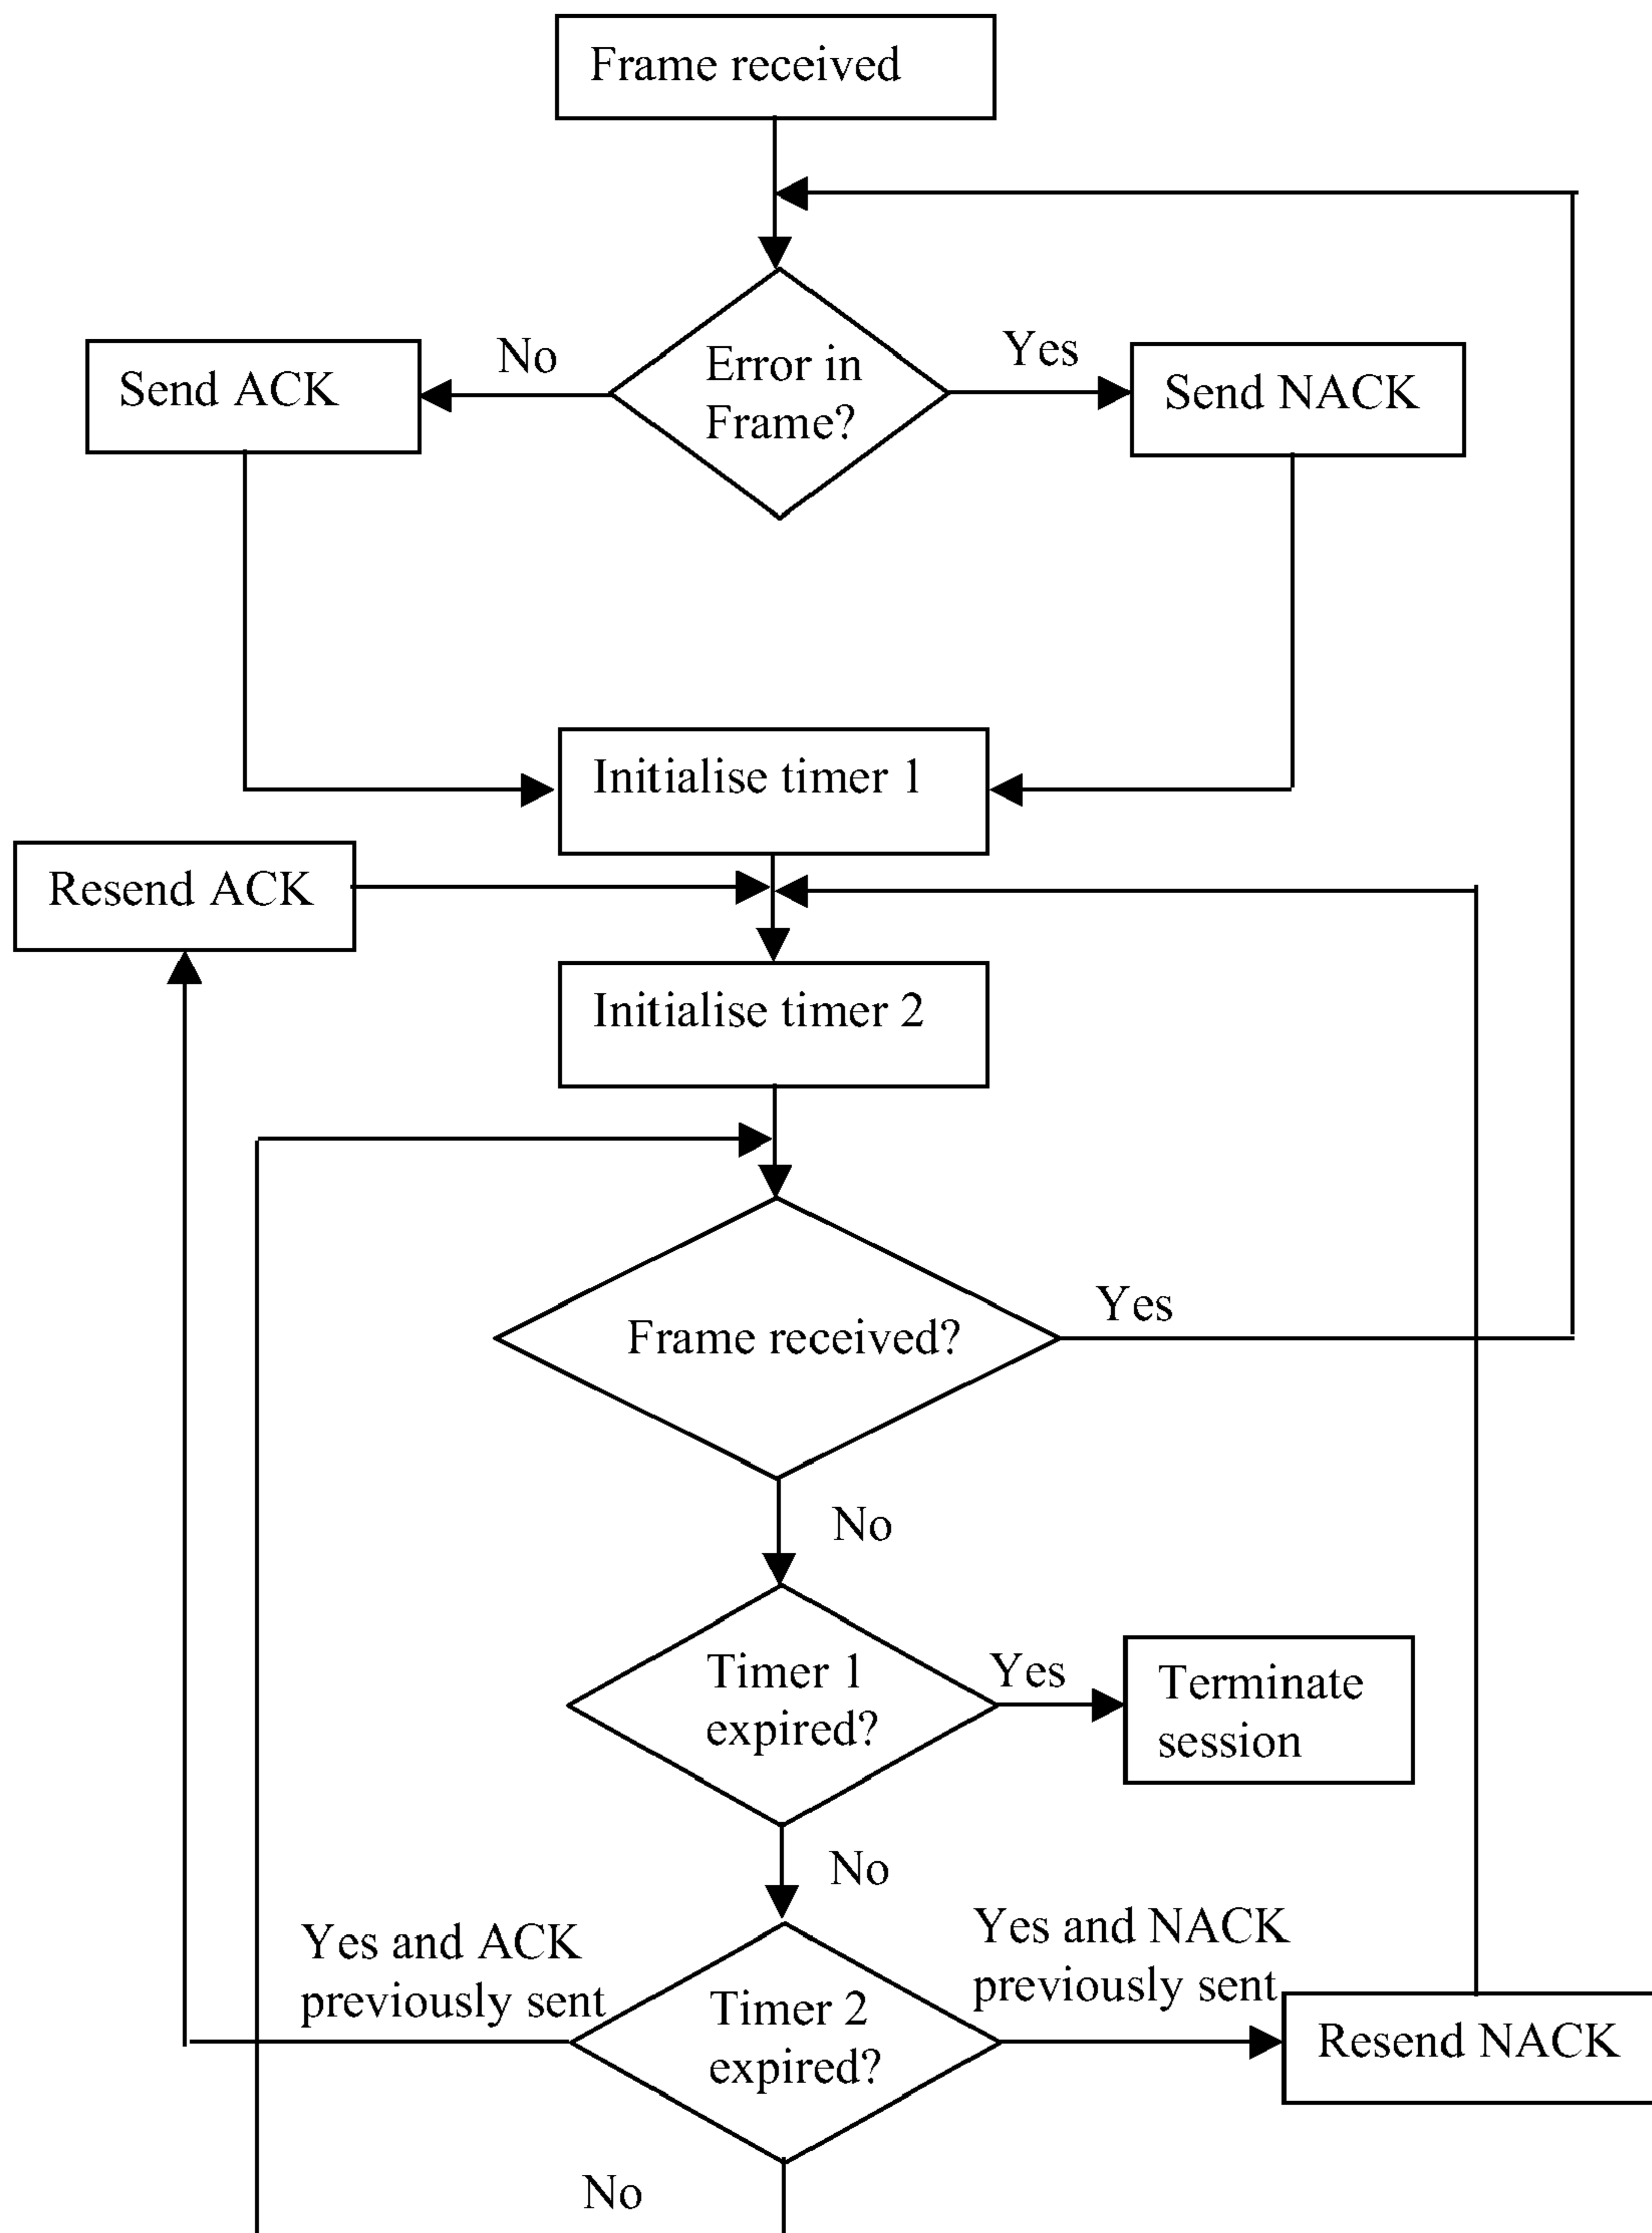 Frame received
No
Yes
Send ACK
Error in
Frame?
Send NACK
Initialise timer 1
Resend ACK
Initialise timer 2
Yes
Frame received?
No
Timer 1
expired?
Yes
Terminate
session
No
Yes and ACK
previously sent
Yes and NACK
previously sent
Timer 2
expired?
Resend NACK
No